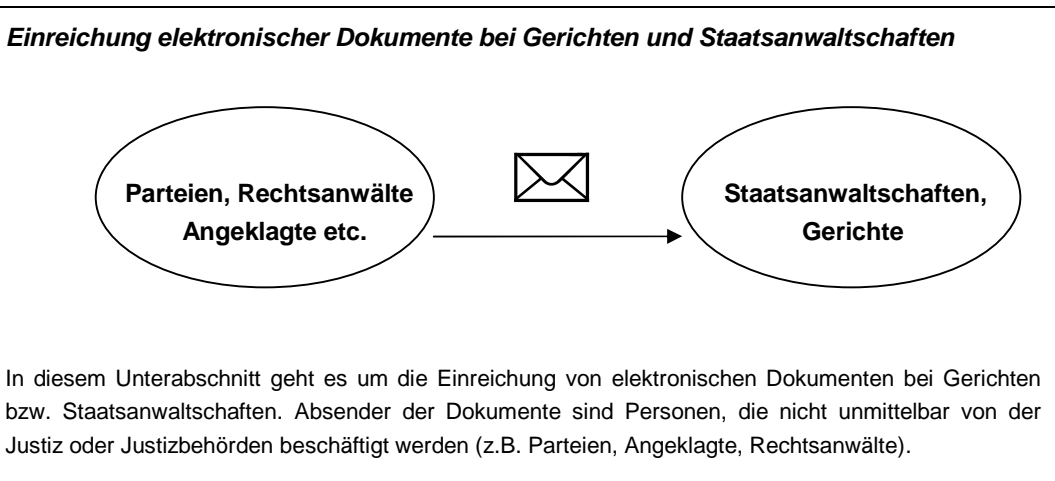 Einreichung elektronischer Dokumente bei Gerichten und Staatsanwaltschaften
Parteien, Rechtsanwälte
Angeklagte etc.
Staatsanwaltschaften,
Gerichte
In diesem Unterabschnitt geht es um die Einreichung von elektronischen Dokumenten bei Gerichten
bzw. Staatsanwaltschaften. Absender der Dokumente sind Personen, die nicht unmittelbar von der
Justiz oder Justizbehörden beschäftigt werden (z.B. Parteien, Angeklagte, Rechtsanwälte).